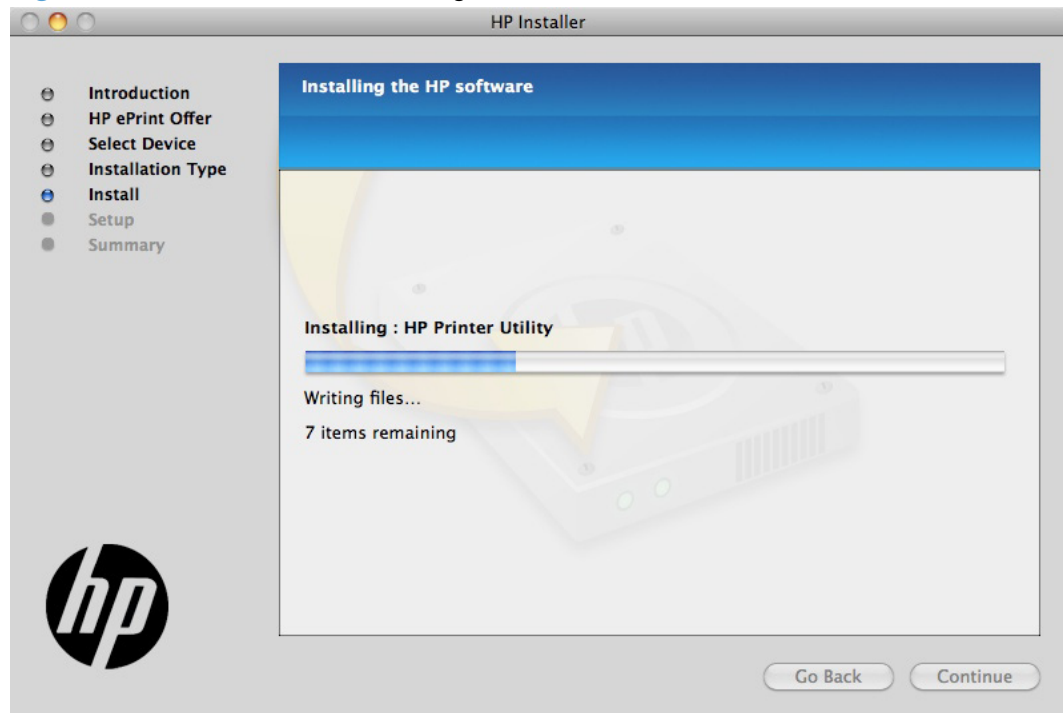 HP Installer
Introduction
HP ePrint Offer
Select Device
Installation Type
Install
Setup
Summary
Installing the HP software
Installing : HP Printer Utility
Writing files...
7 items remaining
hp
Go Back
Continue